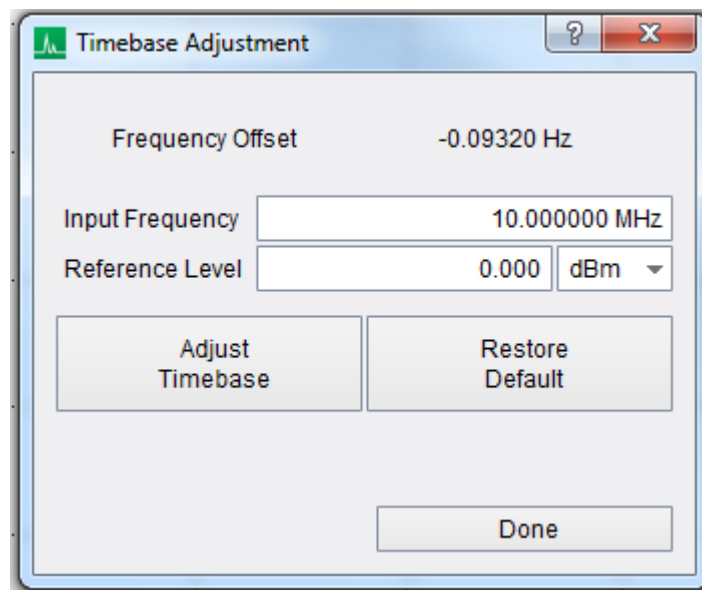 Timebase Adjustment
Frequency Offset -0.09320 Hz
Input Frequency 10.000000 MHz
Reference Level 0.000 dBm
Adjust
Timebase
Restore
Default
Done